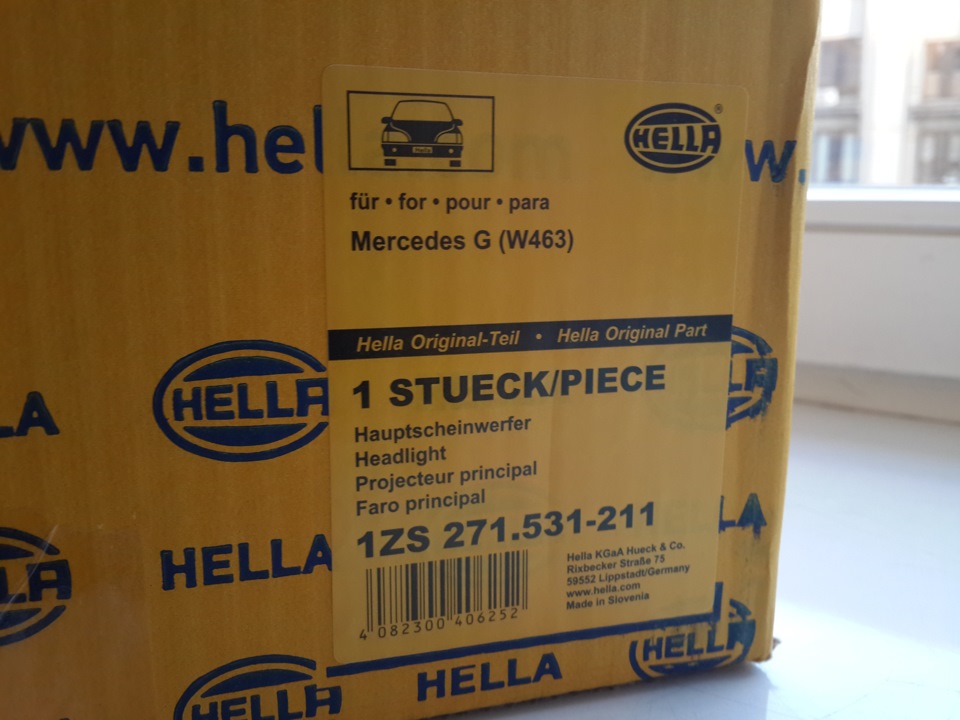 www.hel
w.
HELLA
für • for • pour • para
Mercedes G (W463)
Hella Original-Teil • Hella Original Part
HELLA
1 STUECK/PIECE
Hauptscheinwerfer
Headlight
Projecteur principal
Faro principal
1ZS 271.531-211
HELLA
Hella KGaA Hueck & Co.
Rixbecker Straße 75
59552 Lippstadt/Germany
www.hella.com
Made in Slovenia
4 082300 406252
HELLA
HELLA
HELLA